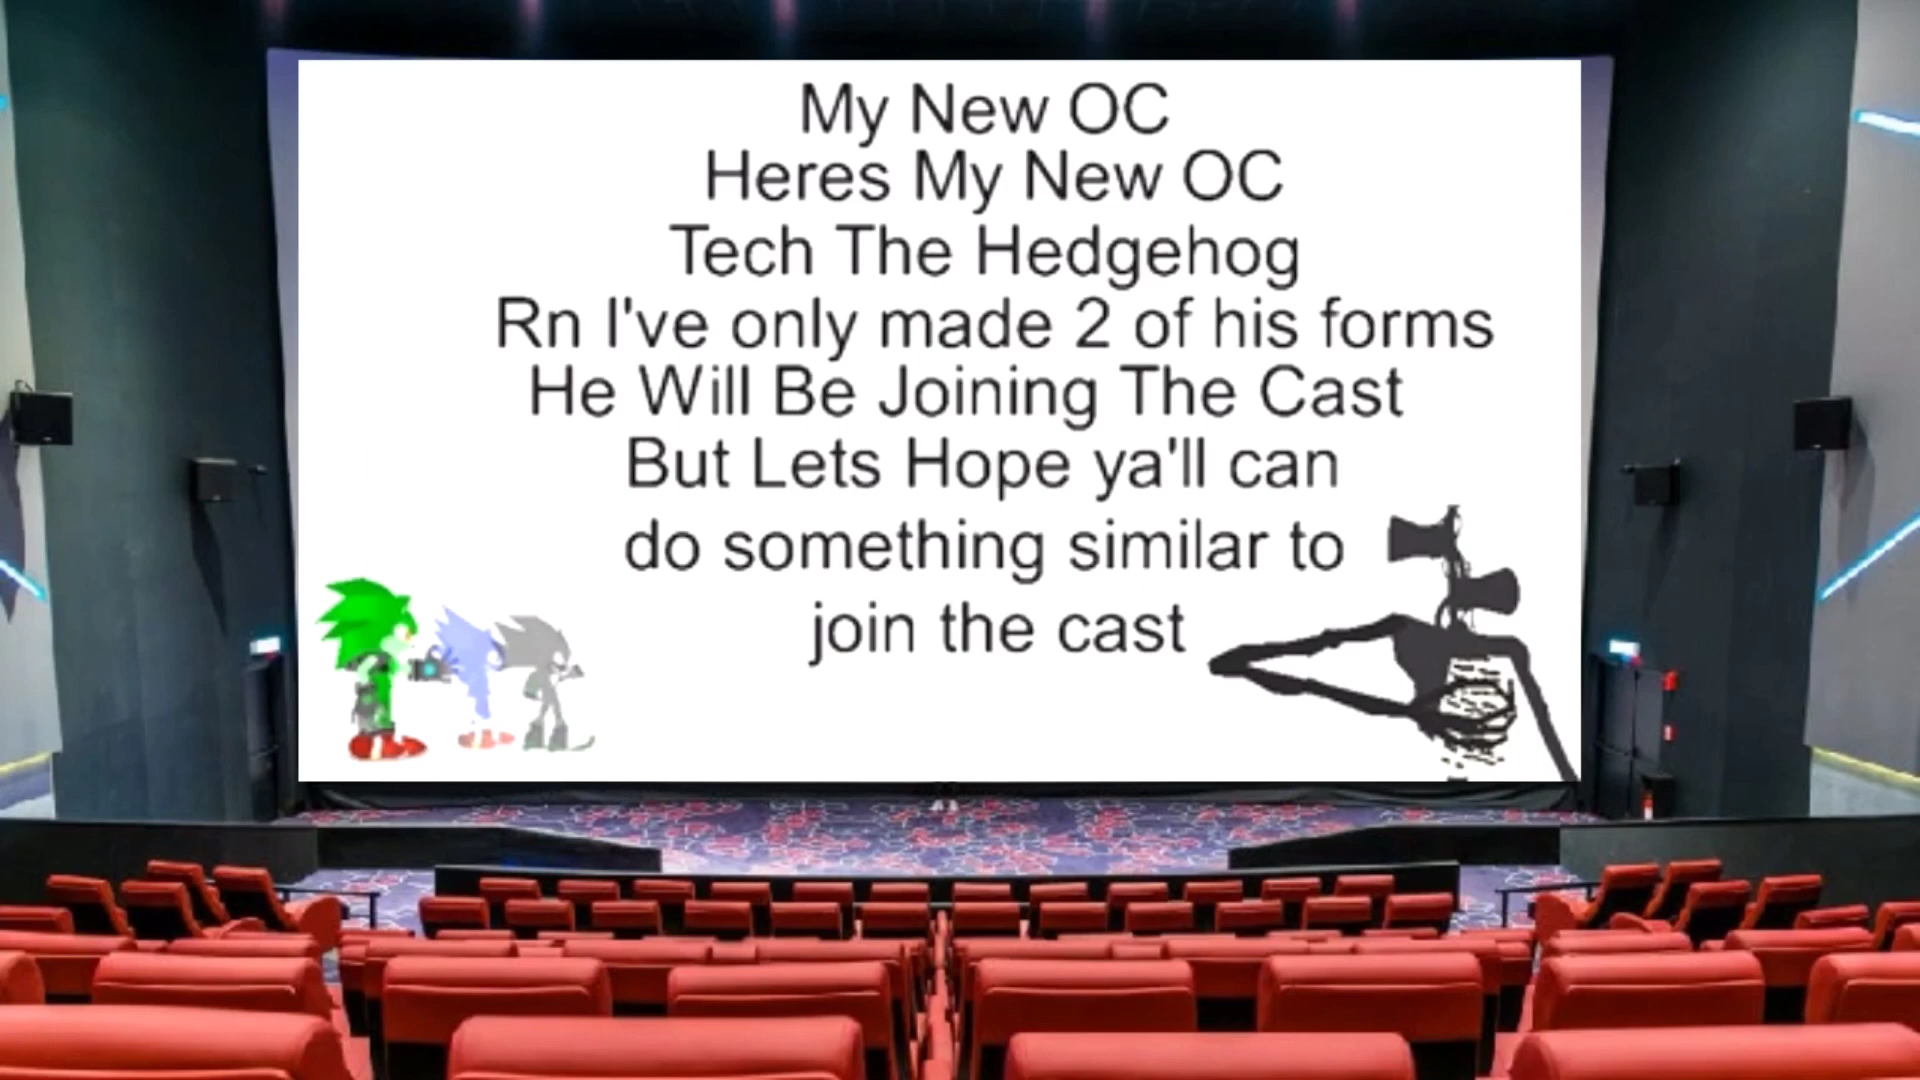 My New OC
Heres My New OC
Tech The Hedgehog
Rn I've only made 2 of his forms
He Will Be Joining The Cast
But Lets Hope ya'll can
do something similar to
join the cast